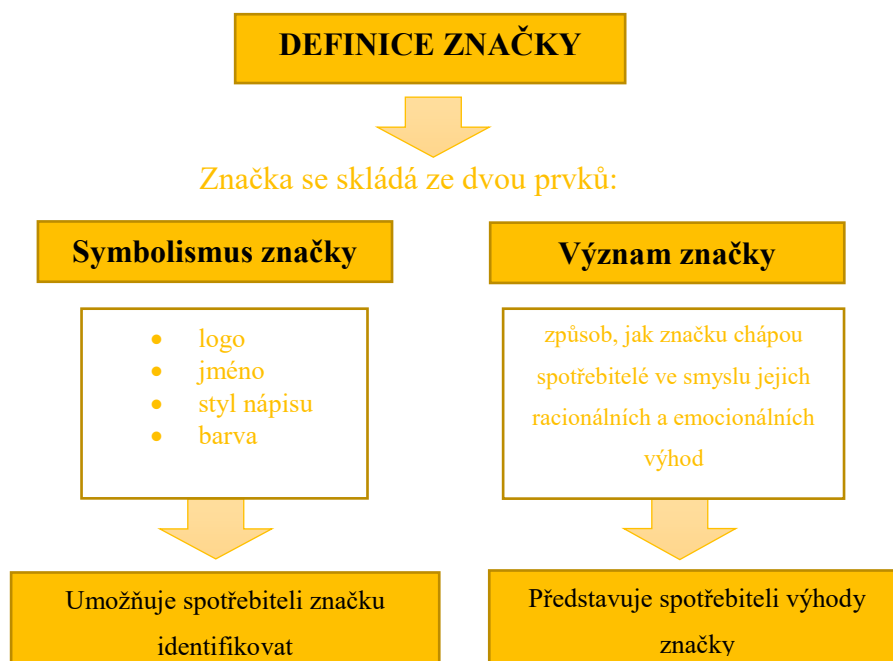 DEFINICE ZNAČKY
Značka se skládá ze dvou prvků:
Symbolismus značky
• logo
• jméno
• styl nápisu
• barva
Umožňuje spotřebiteli značku
identifikovat
Význam značky
způsob, jak značku chápou
spotřebitelé ve smyslu jejich
racionálních a emocionálních
výhod
Představuje spotřebiteli výhody
značky